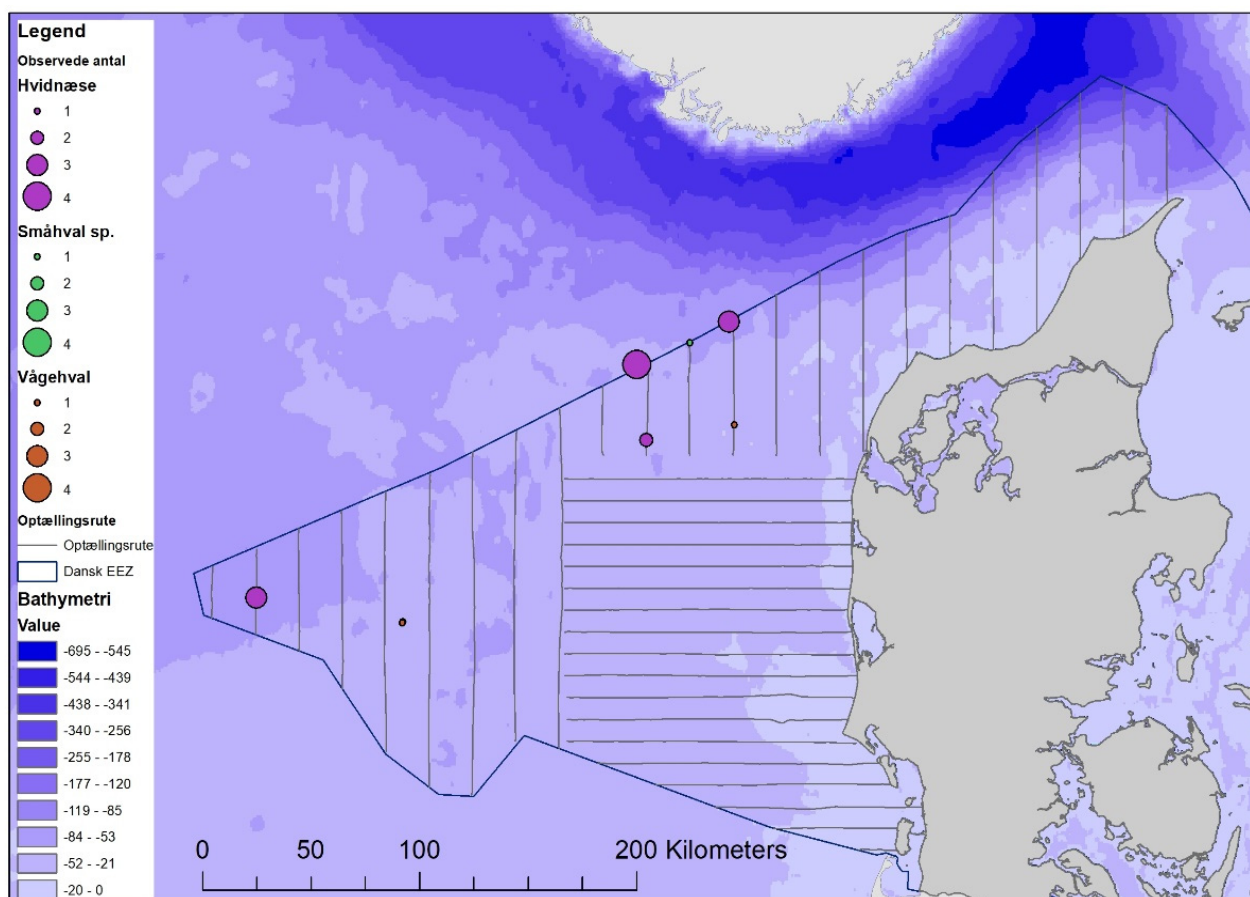 Legend
Observede antal
Hvidnæse
1
2
3
4
Småhval sp.
1
2
3
4
Vågehval
1
2
3
4
Optællingsrute
Optællingsrute
Dansk EEZ
Bathymetri
Value
-695 - -545
-544 - -439
-438 - -341
-340 - -256
-255 - -178
-177 - -120
-119 - -85
-84 - -53
-52 - -21
-20 - 0
0 50 100 200 Kilometers